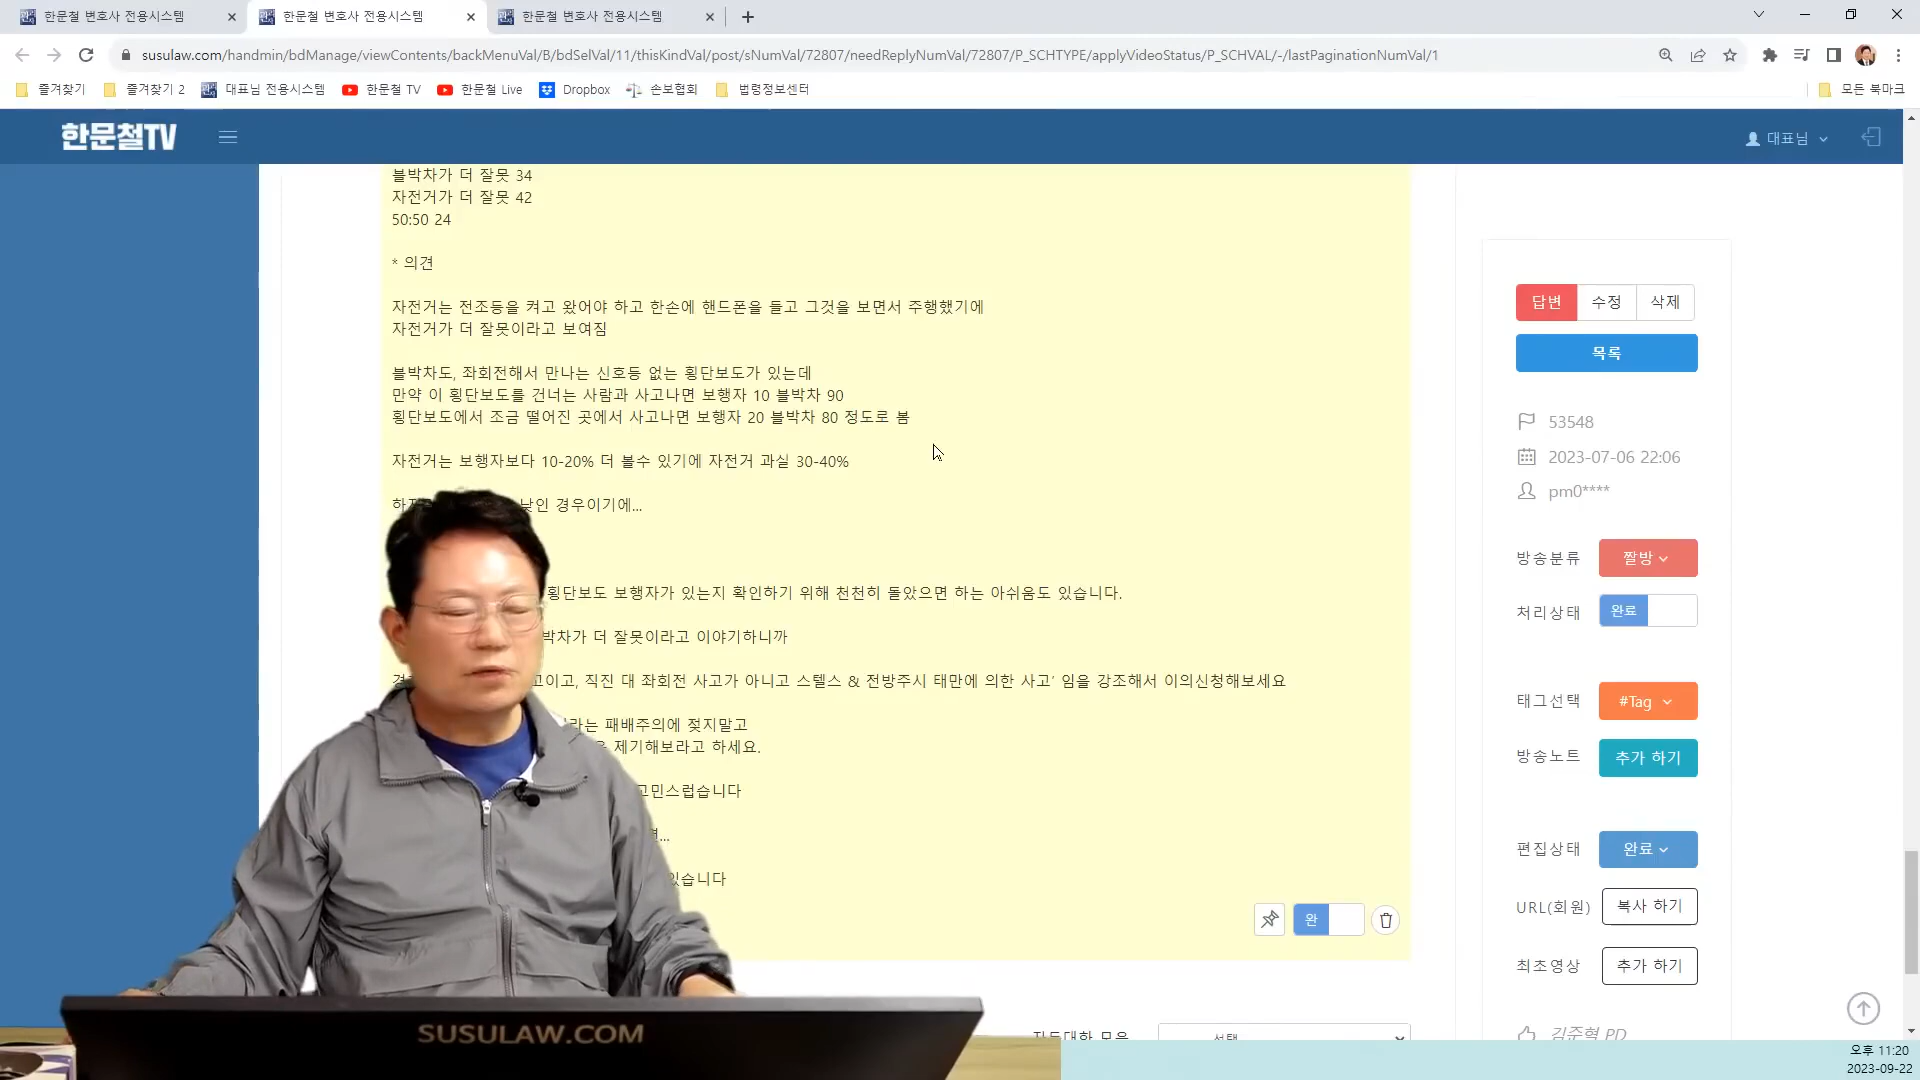 한문철 변호사 전용시스템
한문철 변호사 전용시스템
한문철 변호사 전용시스템
susulaw.com/handmin/bdManage/viewContents/backMenuVal/B/bdSelVal/11/thisKindVal/post/sNumVal/72807/needReplyNumVal/72807/P_SCHTYPE/applyVideoStatus/P_SCHVAL/-/lastPaginationNumVal/1
즐겨찾기 즐겨찾기 2 대표님 전용시스템 한문철 TV 한문철 Live Dropbox 손보협회 법령정보센터 모든 북마크
한문철TV 대표님
블박차가 더 잘못 34
자전거가 더 잘못 42
50:50 24
* 의견
자전거는 전조등을 켜고 왔어야 하고 한손에 핸드폰을 들고 그것을 보면서 주행했기에
자전거가 더 잘못이라고 보여짐
블박차도, 좌회전해서 만나는 신호등 없는 횡단보도가 있는데
만약 이 횡단보도를 건너는 사람과 사고나면 보행자 10 블박차 90
횡단보도에서 조금 떨어진 곳에서 사고나면 보행자 20 블박차 80 정도로 봄
자전거는 보행자보다 10-20% 더 볼수 있기에 자전거 과실 30-40%
낮인 경우이기에...
횡단보도 보행자가 있는지 확인하기 위해 천천히 돌았으면 하는 아쉬움도 있습니다.
박차가 더 잘못이라고 이야기하니까
고이고, 직진 대 좌회전 사고가 아니고 스텔스 & 전방주시 태만에 의한 사고' 임을 강조해서 이의신청해보세요
라는 패배주의에 젖지말고
제기해보라고 하세요.
고민스럽습니다
있습니다
완
선택
답변 수정 삭제
목록
53548
2023-07-06 22:06
pm0****
방송분류 짤방
처리상태 완료
태그선택 #Tag
방송노트 추가 하기
편집상태 완료
URL(회원) 복사 하기
최초영상 추가 하기
김준혁 PD
SUSULAW.COM
오후 11:20
2023-09-22